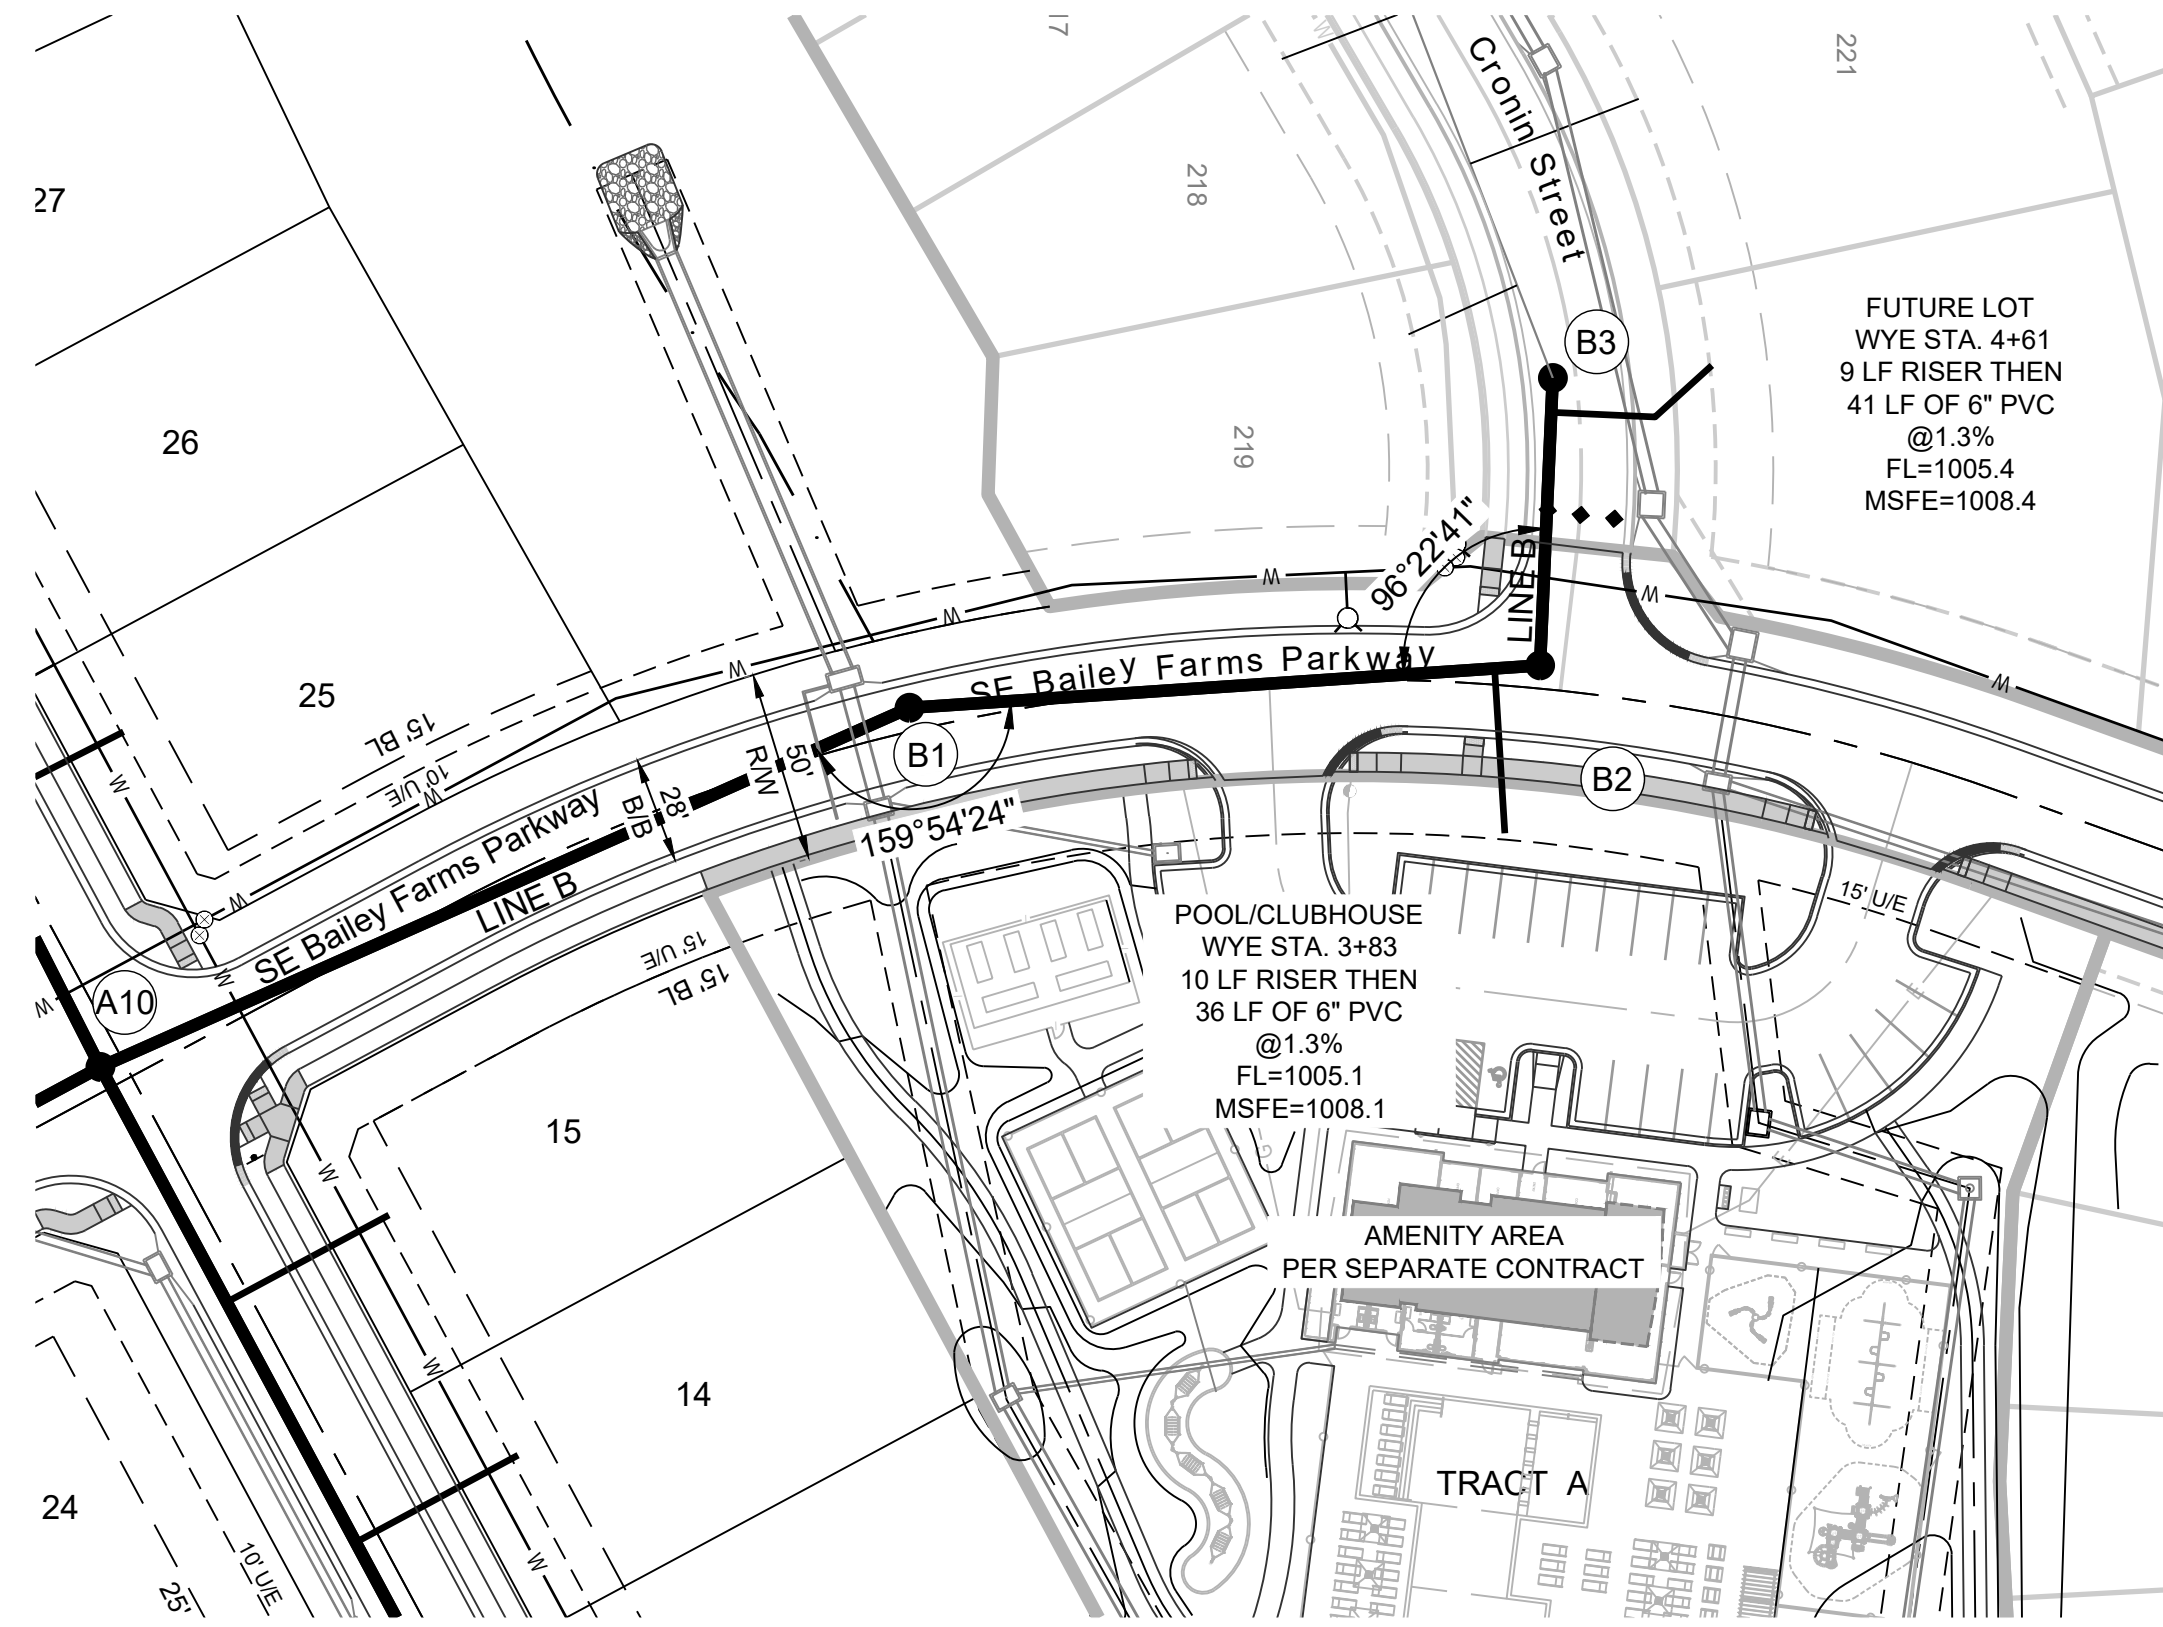 17
221
Cronin Street
27
218
B3
FUTURE LOT
WYE STA. 4+61
9 LF RISER THEN
41 LF OF 6" PVC
@1.3%
FL=1005.4
MSFE=1008.4
26
219
96°22'41"
LINE B
W
W
W
W
W
W
SE Bailey Farms Parkway
25
15' BL
10' U/E
W
W
50'
R/W
B1
B2
28'
B/B
159°54'24"
SE Bailey Farms Parkway
LINE B
W
W
W
A10
15' U/E
15' BL
15' U/E
POOL/CLUBHOUSE
WYE STA. 3+83
10 LF RISER THEN
36 LF OF 6" PVC
@1.3%
FL=1005.1
MSFE=1008.1
15
W
AMENITY AREA
PER SEPARATE CONTRACT
W
14
TRACT A
24
W
10' U/E
25'